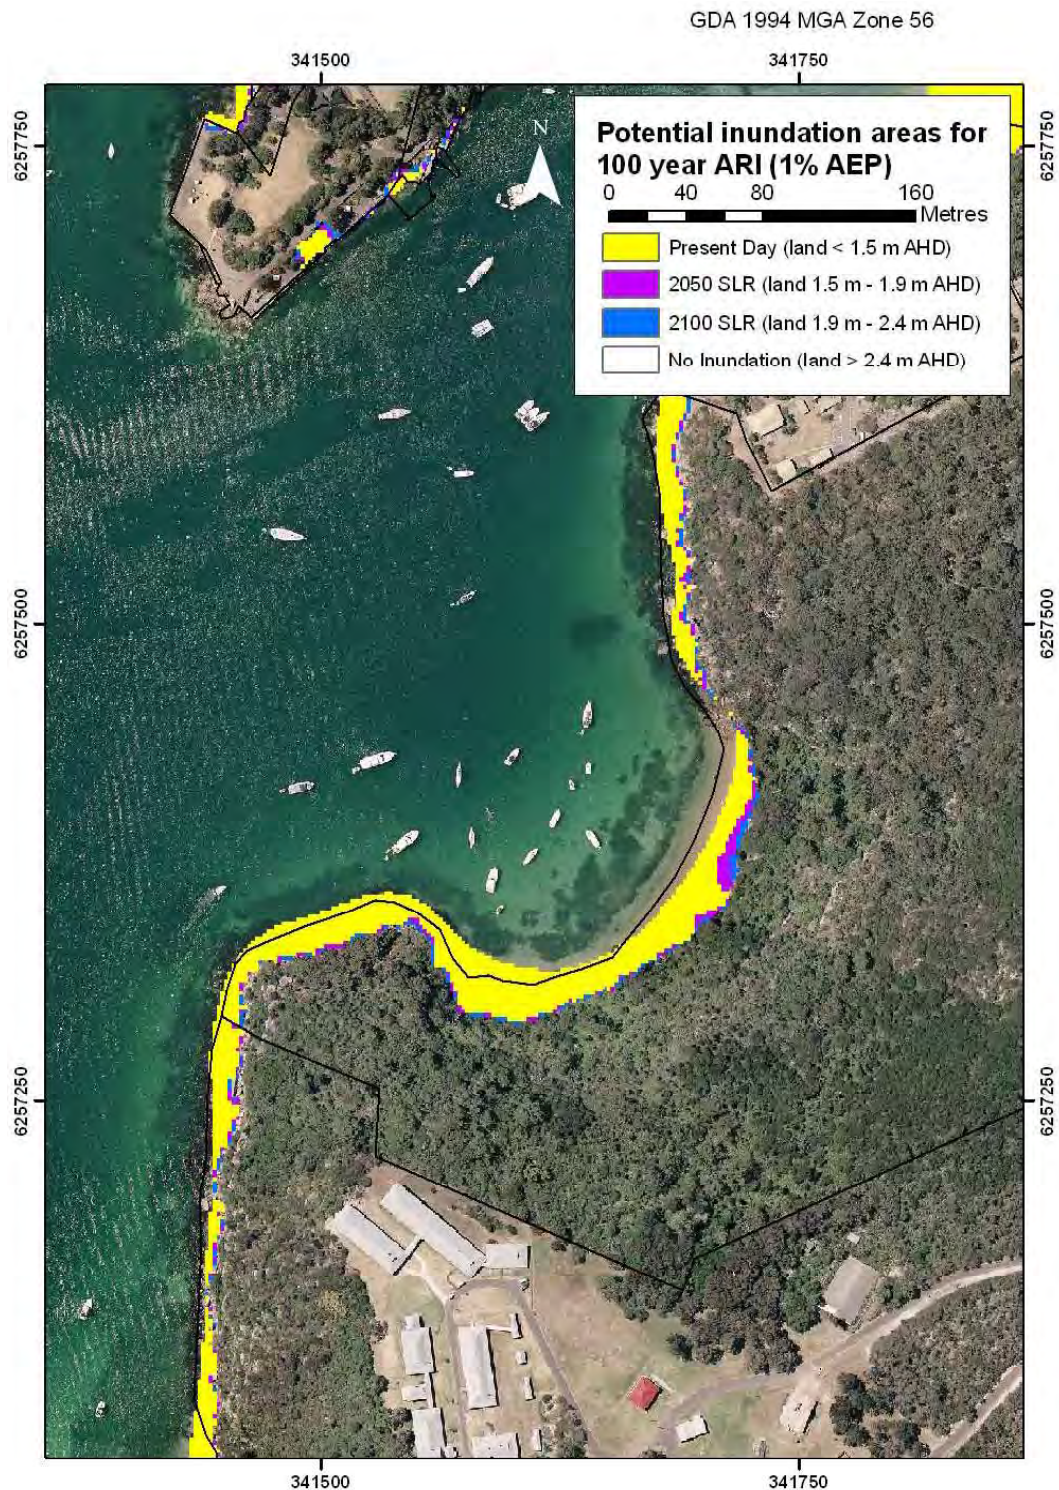 GDA 1994 MGA Zone 56
341500
341750
6257750
6257750
N
Potential inundation areas for
100 year ARI (1% AEP)
0 40 80 160
Metres
Present Day (land < 1.5 m AHD)
2050 SLR (land 1.5 m - 1.9 m AHD)
2100 SLR (land 1.9 m - 2.4 m AHD)
No Inundation (land > 2.4 m AHD)
6257500
6257500
6257250
6257250
341500
341750